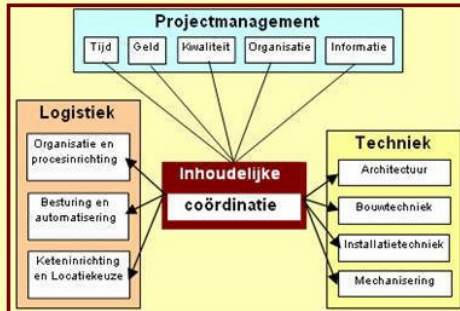 Projectmanagement
Tijd
Geld
Kwaliteit
Organisatie
Informatie
Logistiek
Organisatie en
procesinrichting
Besturing en
automatisering
Keteninrichting
en Locatiekeuze
Inhoudelijke
coördinatie
Techniek
Architectuur
Bouwtechniek
Installatietechniek
Mechanisering